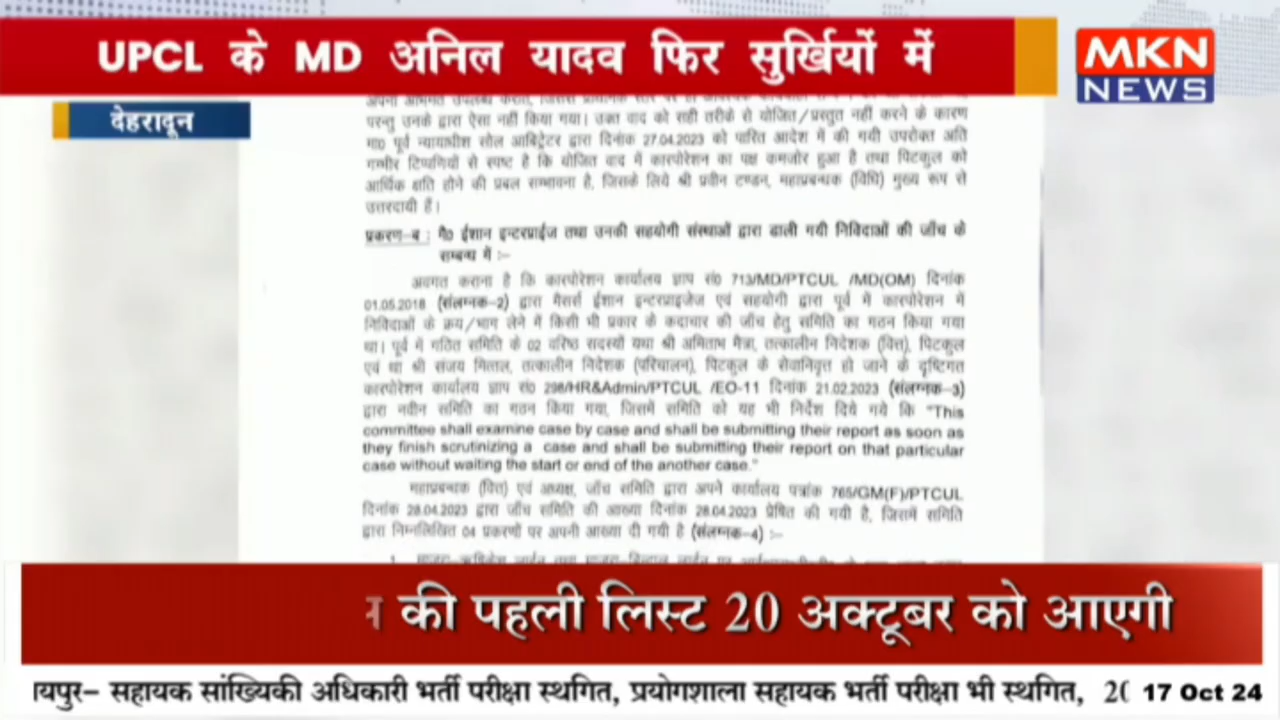 UPCL के MD अनिल यादव फिर सुर्खियों में
MKN
NEWS
देहरादून
परन्तु उनके द्वारा ऐसा नहीं किया गया। उक्त वाद को सही तरीके से योजित/प्रस्तुत नहीं करने के कारण
मा0 पूर्व न्यायाधीश सोल आर्बिट्रेटर द्वारा दिनांक 27.04.2023 को पारित आदेश में की गयी उपरोक्त अति
गम्भीर टिप्पणियों से स्पष्ट है कि योजित वाद में कारपोरेशन का पक्ष कमजोर हुआ है तथा पिटकुल को
आर्थिक क्षति होने की प्रबल सम्भावना है, जिसके लिये श्री प्रवीन टण्डन, महाप्रबन्धक (विधि) मुख्य रूप से
उत्तरदायी हैं।
प्रकरण-ब : मै0 ईशान इन्टरप्राईज तथा उनकी सहयोगी संस्थाओं द्वारा डाली गयी निविदाओं की जाँच के
सम्बन्ध में :-
अवगत कराना है कि कारपोरेशन कार्यालय ज्ञाप सं0 713/MD/PTCUL /MD(OM) दिनांक
01.05.2018 (संलग्नक-2) द्वारा मैसर्स ईशान इन्टरप्राइजेज एवं सहयोगी द्वारा पूर्व में कारपोरेशन में
निविदाओं के क्रय/भाग लेने में किसी भी प्रकार के कदाचार की जाँच हेतु समिति का गठन किया गया
था। पूर्व में गठित समिति के 02 वरिष्ठ सदस्यों यथा श्री अमिताभ मैत्रा, तत्कालीन निदेशक (वित्त), पिटकुल
एवं था श्री संजय मित्तल, तत्कालीन निदेशक (परिचालन), पिटकुल के सेवानिवृत्त हो जाने के दृष्टिगत
कारपोरेशन कार्यालय ज्ञाप सं0 298/HR&Admin/PTCUL /EO-11 दिनांक 21.02.2023 (संलग्नक-3)
द्वारा नवीन समिति का गठन किया गया, जिसमें समिति को यह भी निर्देश दिये गये कि "This
committee shall examine case by case and shall be submitting their report as soon as
they finish scrutinizing a case and shall be submitting their report on that particular
case without waiting the start or end of the another case."
महाप्रबन्धक (वित्त) एवं अध्यक्ष, जाँच समिति द्वारा अपने कार्यालय पत्रांक 765/GM(F)/PTCUL
दिनांक 28.04.2023 द्वारा जाँच समिति की आख्या दिनांक 28.04.2023 प्रेषित की गयी है, जिसमें समिति
द्वारा निम्नलिखित 04 प्रकरणों पर अपनी आख्या दी गयी है (संलग्नक-4) :-
की पहली लिस्ट 20 अक्टूबर को आएगी
यपुर– सहायक सांख्यिकी अधिकारी भर्ती परीक्षा स्थगित, प्रयोगशाला सहायक भर्ती परीक्षा भी स्थगित, 17 Oct 24